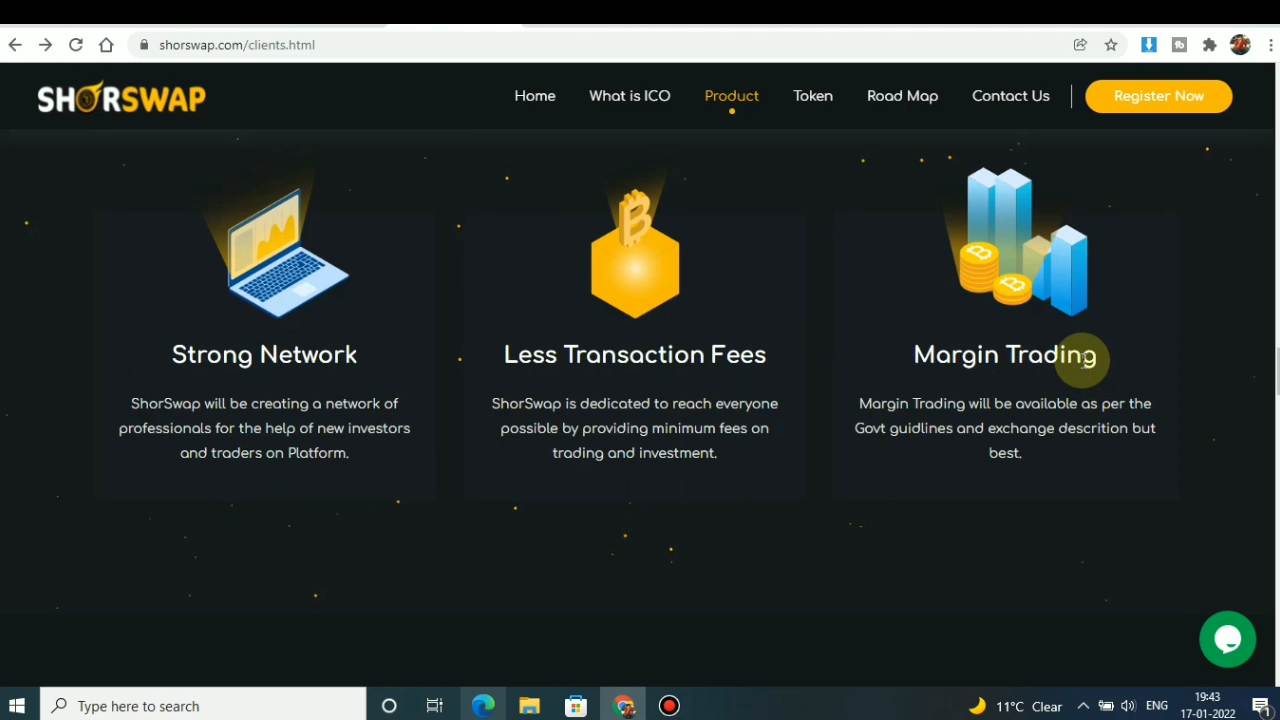 shorswap.com/clients.html
SHORSWAP
Home
What is ICO
Product
Token
Road Map
Contact Us
Register Now
Strong Network
ShorSwap will be creating a network of
professionals for the help of new investors
and traders on Platform.
Less Transaction Fees
ShorSwap is dedicated to reach everyone
possible by providing minimum fees on
trading and investment.
Margin Trading
Margin Trading will be available as per the
Govt guidlines and exchange descrition but
best.
Type here to search
11°C Clear
ENG
19:43
17-01-2022
1